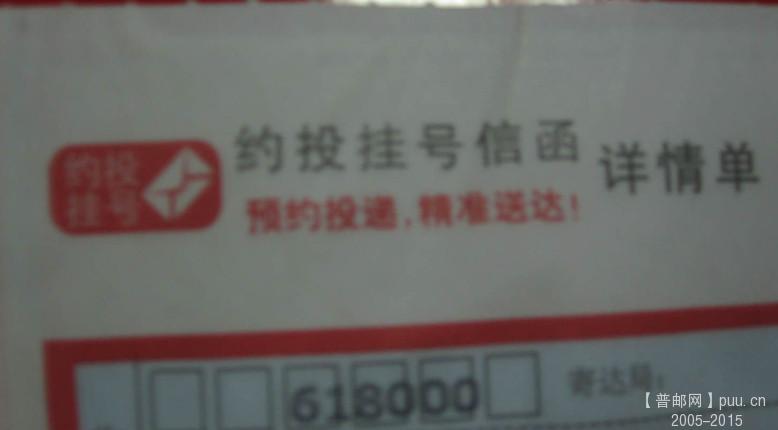 约投
挂号
约投挂号信函 详情单
预约投递,精准送达!
618000
寄达局:
【普邮网】puu.cn
2005-2015